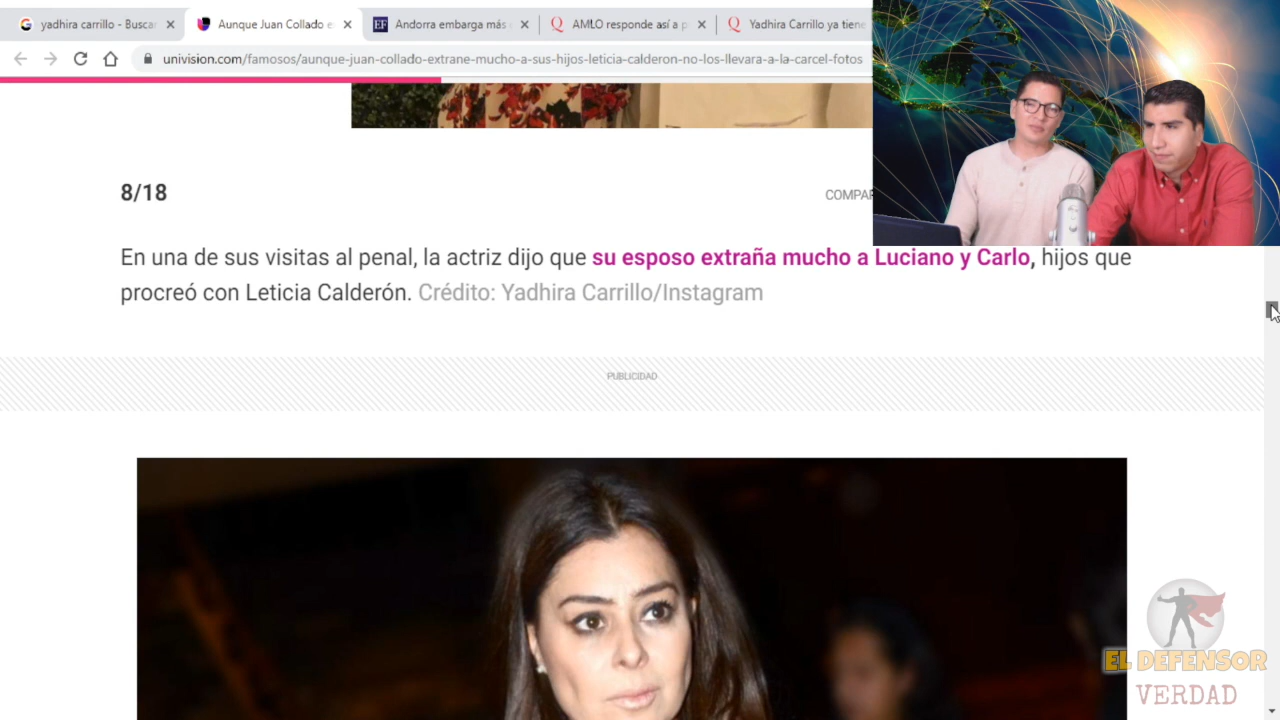 yadhira carrillo - Buscar
Aunque Juan Collado e
EF Andorra embarga más
AMLO responde así a p
Yadhira Carrillo ya tiene
univision.com/famosos/aunque-juan-collado-extrane-mucho-a-sus-hijos-leticia-calderon-no-los-llevara-a-la-carcel-fotos
8/18
COMPAR
En una de sus visitas al penal, la actriz dijo que su esposo extraña mucho a Luciano y Carlo, hijos que
procreó con Leticia Calderón. Crédito: Yadhira Carrillo/Instagram
PUBLICIDAD
EL DEFENSOR
VERDAD